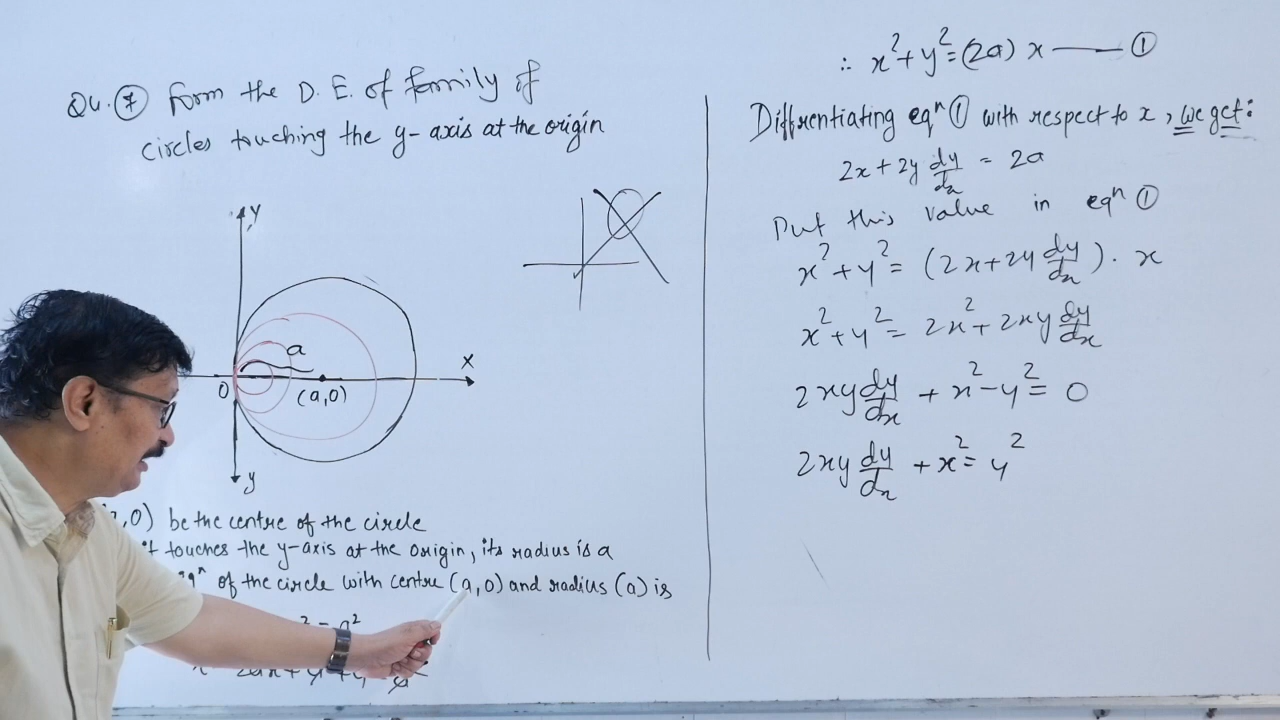 Q4. ⑦ Form the D. E. of family of
circles touching the y-axis at the origin
y
a
x
O
(a,0)
y
,0) be the centre of the circle
it touches the y-axis at the origin, its radius is a
eqⁿ of the circle with centre (a,0) and radius (a) is
² = a²
∴ x² + y² = (2a) x —— ①
Differentiating eqⁿ ① with respect to x, we get:
2x + 2y dy/dx = 2a
Put this value in eqⁿ ①
x² + y² = (2x + 2y dy/dx) . x
x² + y² = 2x² + 2xy dy/dx
2xy dy/dx + x² - y² = 0
2xy dy/dx + x² = y²